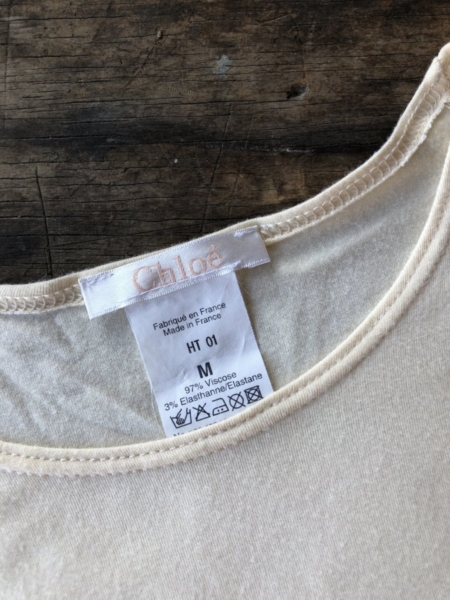 Chloé
Fabriqué en France
Made in France
HT 01
M
97% Viscose
3% Elasthanne/Elastane